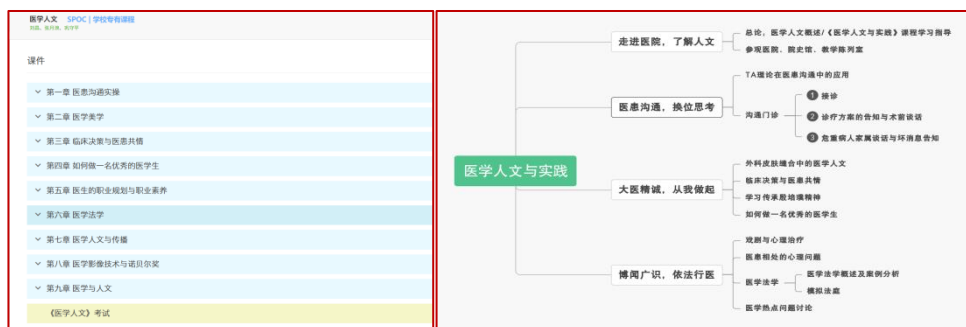 医学人文 SPOC | 学校专有课程
课件
第一章 医患沟通实操
第二章 医学美学
第三章 临床决策与医患共情
第四章 如何做一名优秀的医学生
第五章 医生的职业规划与职业素养
第六章 医学法学
第七章 医学人文与传播
第八章 医学影像技术与诺贝尔奖
第九章 医学与人文
《医学人文》考试
医学人文与实践
走进医院，了解人文
总论，医学人文概述/《医学人文与实践》课程学习指导
参观医院、院史馆、教学陈列室
医患沟通，换位思考
TA理论在医患沟通中的应用
沟通门诊
1 接诊
2 诊疗方案的告知与术前谈话
3 危重病人家属谈话与坏消息告知
大医精诚，从我做起
外科皮肤缝合中的医学人文
临床决策与医患共情
学习传承殷培璞精神
如何做一名优秀的医学生
博闻广识，依法行医
戏剧与心理治疗
医患相处的心理问题
医学法学
医学法学概述及案例分析
模拟法庭
医学热点问题讨论